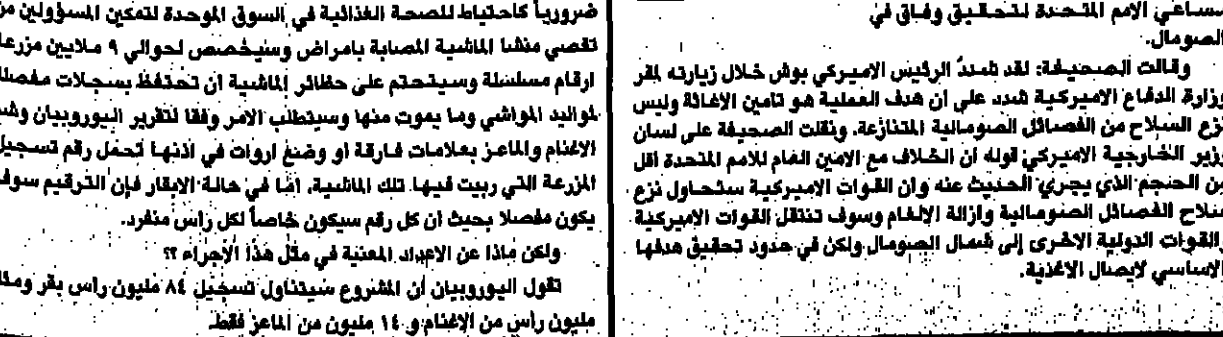 مساعي الامم المتحدة لتحقيق وفاق في
الصومال.
وقالت الصحيفة: لقد شدد الرئيس الاميركي بوش خلال زيارته لمقر
وزارة الدفاع الاميركية شدد على ان هدف العملية هو تامين الاغاثة وليس
نزع السلاح من الفصائل الصومالية المتنازعة. ونقلت الصحيفة على لسان
وزير الخارجية الاميركي قوله ان الخلاف مع الامين العام للامم المتحدة اقل
من الحجم الذي يجري الحديث عنه وان القوات الاميركية ستحاول نزع
سلاح الفصائل الصومالية وازالة الالغام وسوف تنتقل القوات الاميركية
والقوات الدولية الاخرى إلى شمال الصومال ولكن في حدود تحقيق هدفها
الاساسي لايصال الاغذية.
ضرورياً كاحتياط للصحة الغذائية في السوق الموحدة لتمكين المسؤولين من
تقصي منشا الماشية المصابة بامراض وسيخصص لحوالي ٩ ملايين مزرعة
ارقام مسلسلة وسيتحتم على حظائر الماشية ان تحتفظ بسجلات مفصلة
لمواليد المواشي وما يموت منها وسيتطلب الامر وفقا لتقرير اليوروبيان
الاغنام والماعز بعلامات فارقة او وضع اروات في اذنها تحمل رقم تسجيل
المزرعة التي ربيت فيها تلك الماشية. امّا في حالة الابقار فإن الترقيم سوف
يكون مفصلا بحيث ان كل رقم سيكون خاصاً لكل راس منفرد.
ولكن ماذا عن الاعداد المعنية في مثل هذا الإجراء ؟؟
تقول اليوروبيان أن المشروع سيتناول تسجيل ٨٤ مليون راس بقر
مليون راس من الاغنام و ١٤ مليون من الماعز فقط.